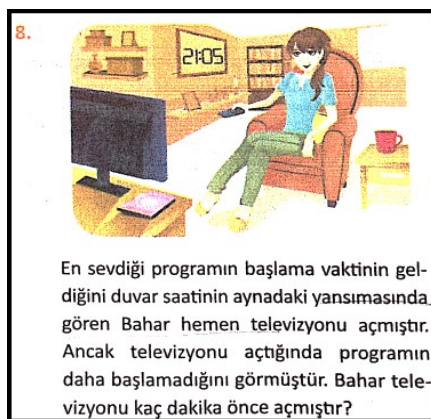 8.
21:05
En sevdiği programın başlama vaktinin gel-
diğini duvar saatinin aynadaki yansımasında
gören Bahar hemen televizyonu açmıştır.
Ancak televizyonu açtığında programın
daha başlamadığını görmüştür. Bahar tele-
vizyonu kaç dakika önce açmıştır?